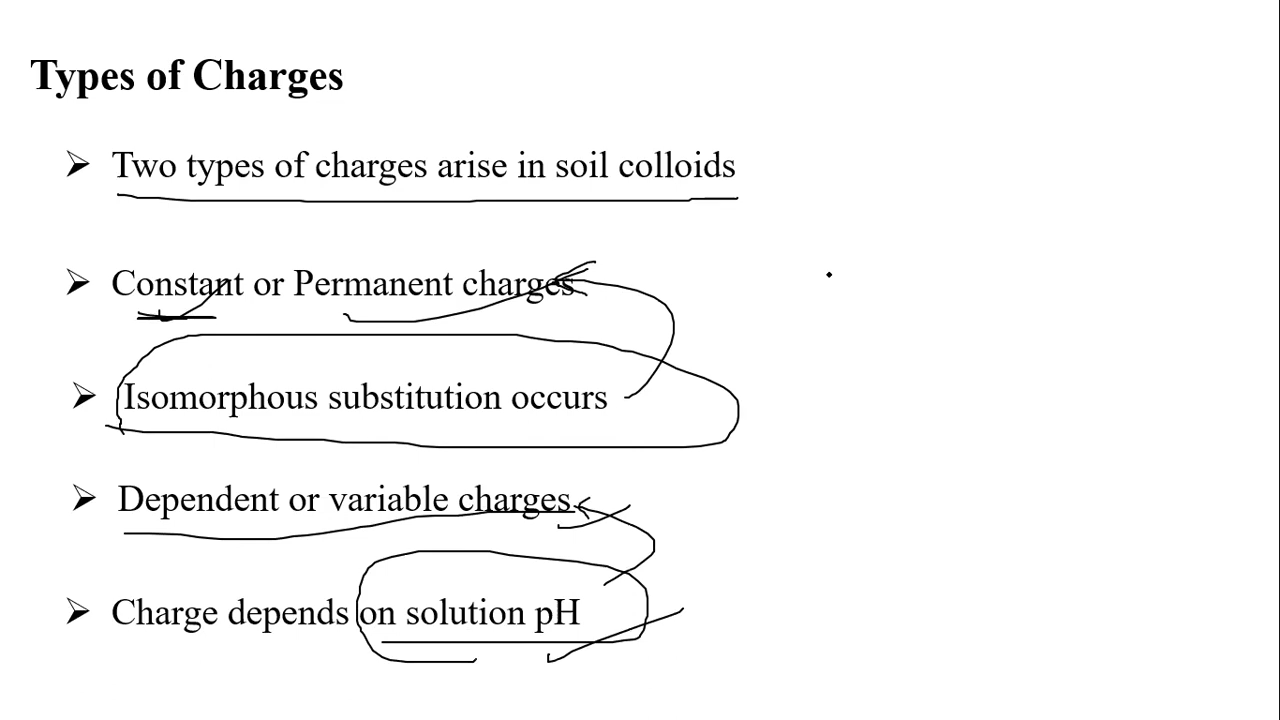 Types of Charges
➢ Two types of charges arise in soil colloids
➢ Constant or Permanent charges
➢ Isomorphous substitution occurs
➢ Dependent or variable charges
➢ Charge depends on solution pH